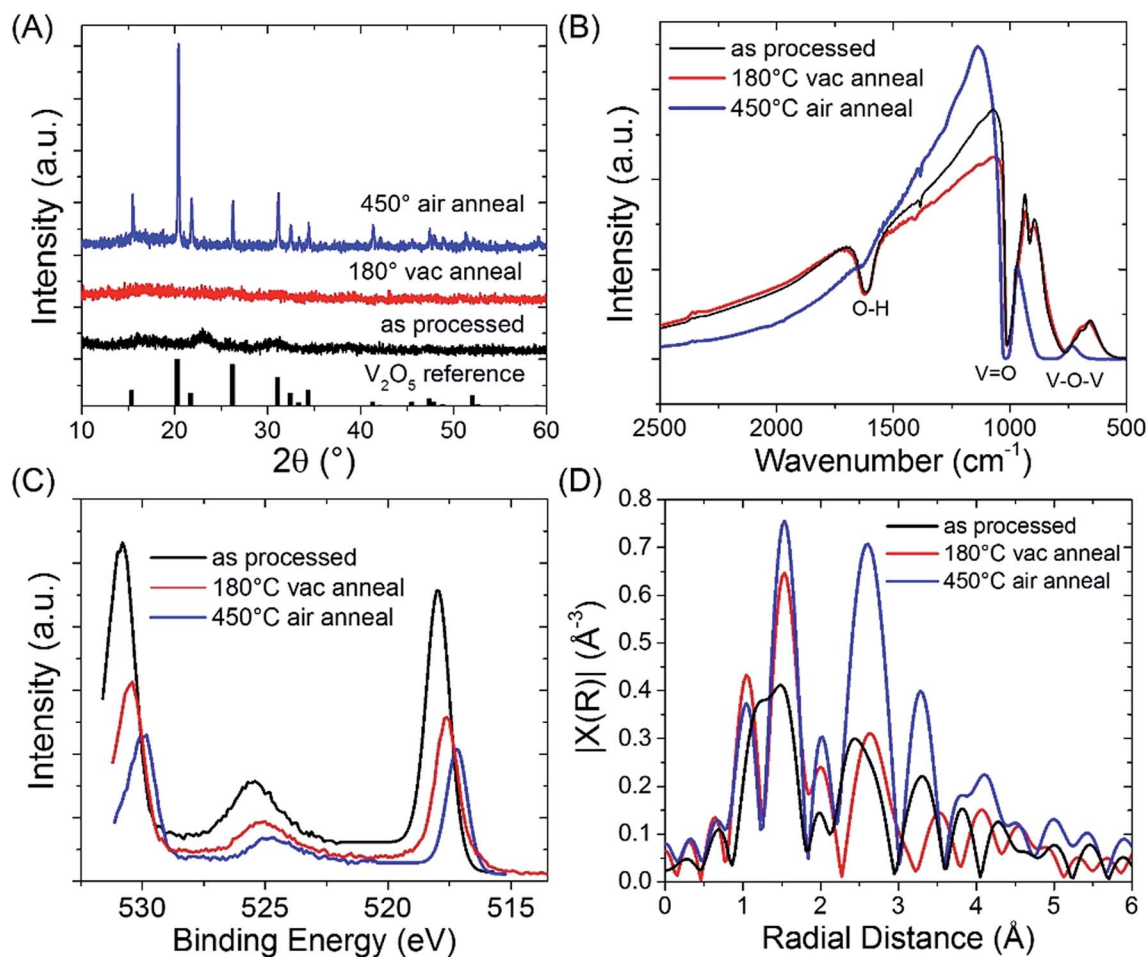 (A)
Intensity (a.u.)
450° air anneal
180° vac anneal
as processed
V₂O₅ reference
10 20 30 40 50 60
2θ (°)
(B)
Intensity (a.u.)
as processed
180°C vac anneal
450°C air anneal
O-H
V=O
V-O-V
2500 2000 1500 1000 500
Wavenumber (cm⁻¹)
(C)
Intensity (a.u.)
as processed
180°C vac anneal
450°C air anneal
530 525 520 515
Binding Energy (eV)
(D)
|X(R)| (Å⁻³)
0.8
0.7
0.6
0.5
0.4
0.3
0.2
0.1
0.0
as processed
180°C vac anneal
450°C air anneal
0 1 2 3 4 5 6
Radial Distance (Å)